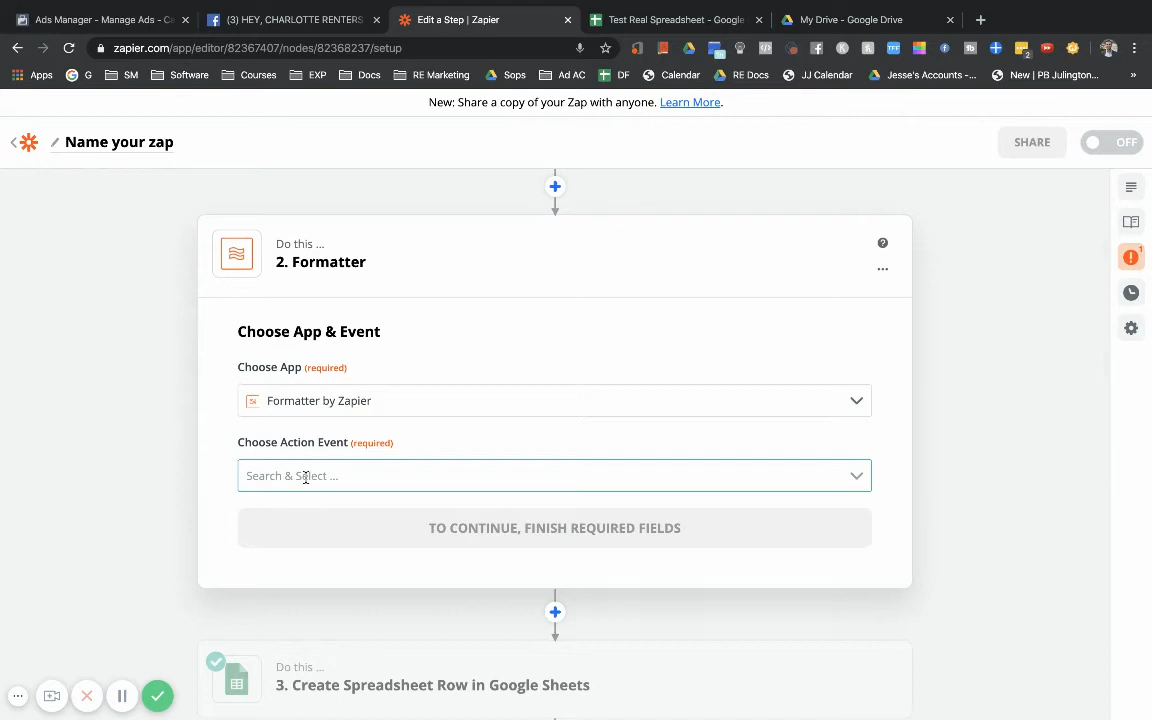 Ads Manager - Manage Ads - Ca
(3) HEY, CHARLOTTE RENTERS
Edit a Step | Zapier
Test Real Spreadsheet - Google
My Drive - Google Drive
zapier.com/app/editor/82367407/nodes/82368237/setup
Apps
G
SM
Software
Courses
EXP
Docs
RE Marketing
Sops
Ad AC
DF
Calendar
RE Docs
JJ Calendar
Jesse's Accounts -...
New | PB Julington...
»
New: Share a copy of your Zap with anyone. Learn More.
Name your zap
SHARE
OFF
Do this ...
2. Formatter
Choose App & Event
Choose App (required)
Formatter by Zapier
Choose Action Event (required)
Search & Select ...
TO CONTINUE, FINISH REQUIRED FIELDS
Do this ...
3. Create Spreadsheet Row in Google Sheets